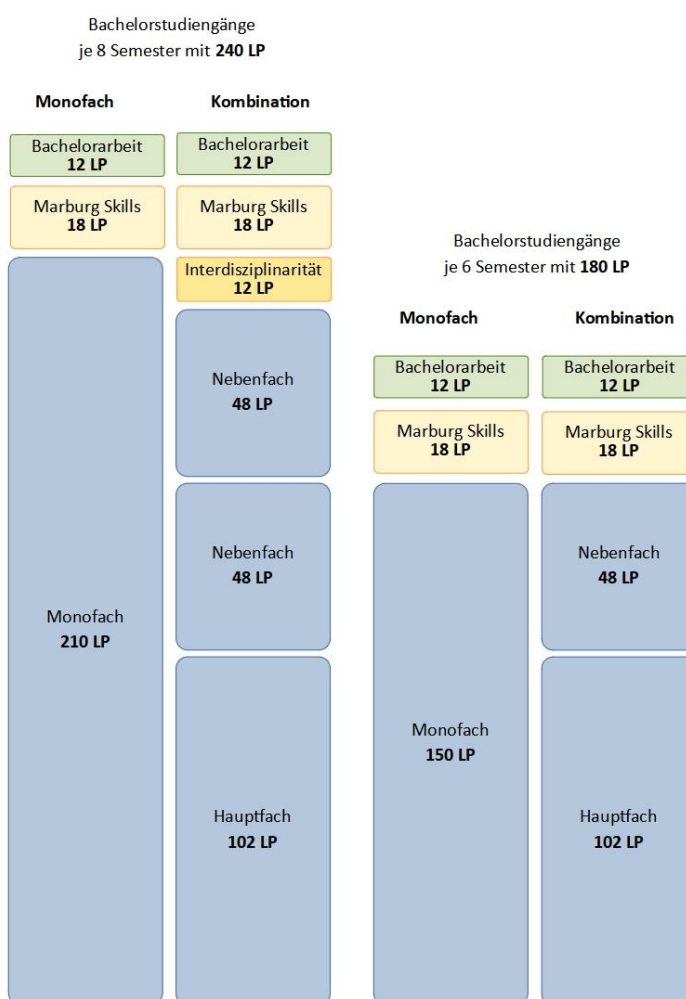 Bachelorstudiengänge
je 8 Semester mit 240 LP
Monofach
Bachelorarbeit
12 LP
Marburg Skills
18 LP
Monofach
210 LP
Kombination
Bachelorarbeit
12 LP
Marburg Skills
18 LP
Interdisziplinarität
12 LP
Nebenfach
48 LP
Nebenfach
48 LP
Hauptfach
102 LP
Bachelorstudiengänge
je 6 Semester mit 180 LP
Monofach
Bachelorarbeit
12 LP
Marburg Skills
18 LP
Monofach
150 LP
Kombination
Bachelorarbeit
12 LP
Marburg Skills
18 LP
Nebenfach
48 LP
Hauptfach
102 LP